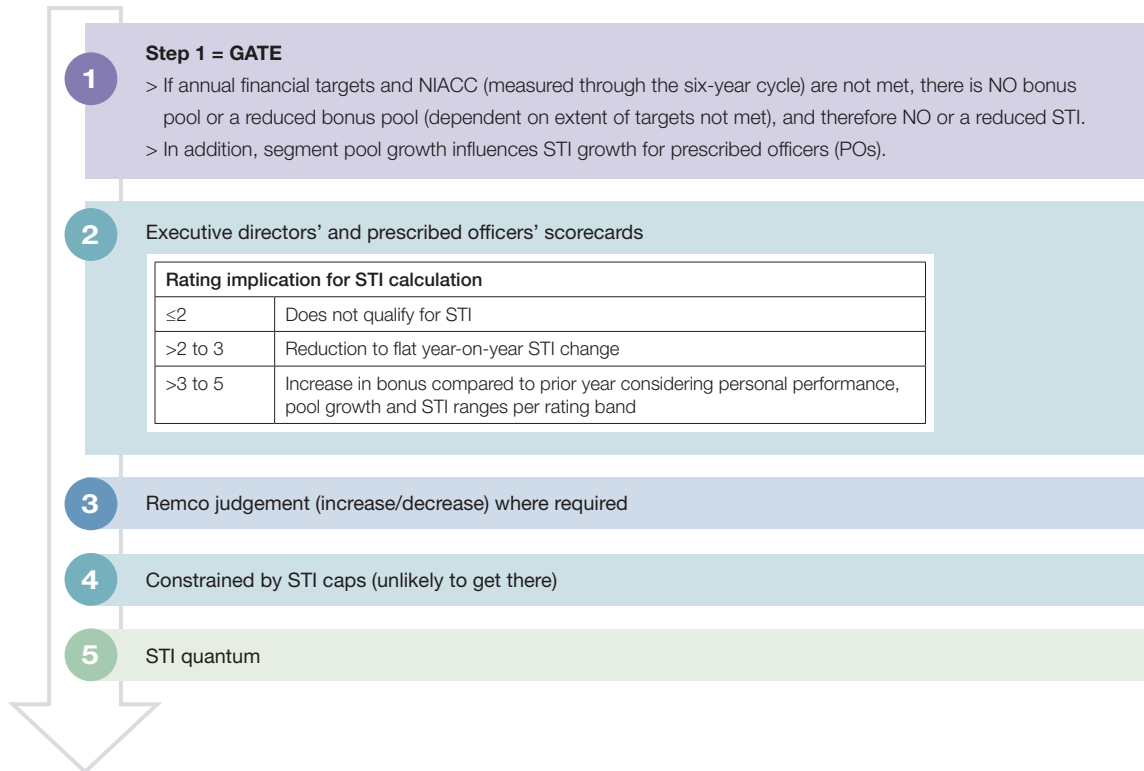 1
Step 1 = GATE
> If annual financial targets and NIACC (measured through the six-year cycle) are not met, there is NO bonus
pool or a reduced bonus pool (dependent on extent of targets not met), and therefore NO or a reduced STI.
> In addition, segment pool growth influences STI growth for prescribed officers (POs).
2
Executive directors’ and prescribed officers’ scorecards
Rating implication for STI calculation
≤2 Does not qualify for STI
>2 to 3 Reduction to flat year-on-year STI change
>3 to 5 Increase in bonus compared to prior year considering personal performance,
pool growth and STI ranges per rating band
3
Remco judgement (increase/decrease) where required
4
Constrained by STI caps (unlikely to get there)
5
STI quantum